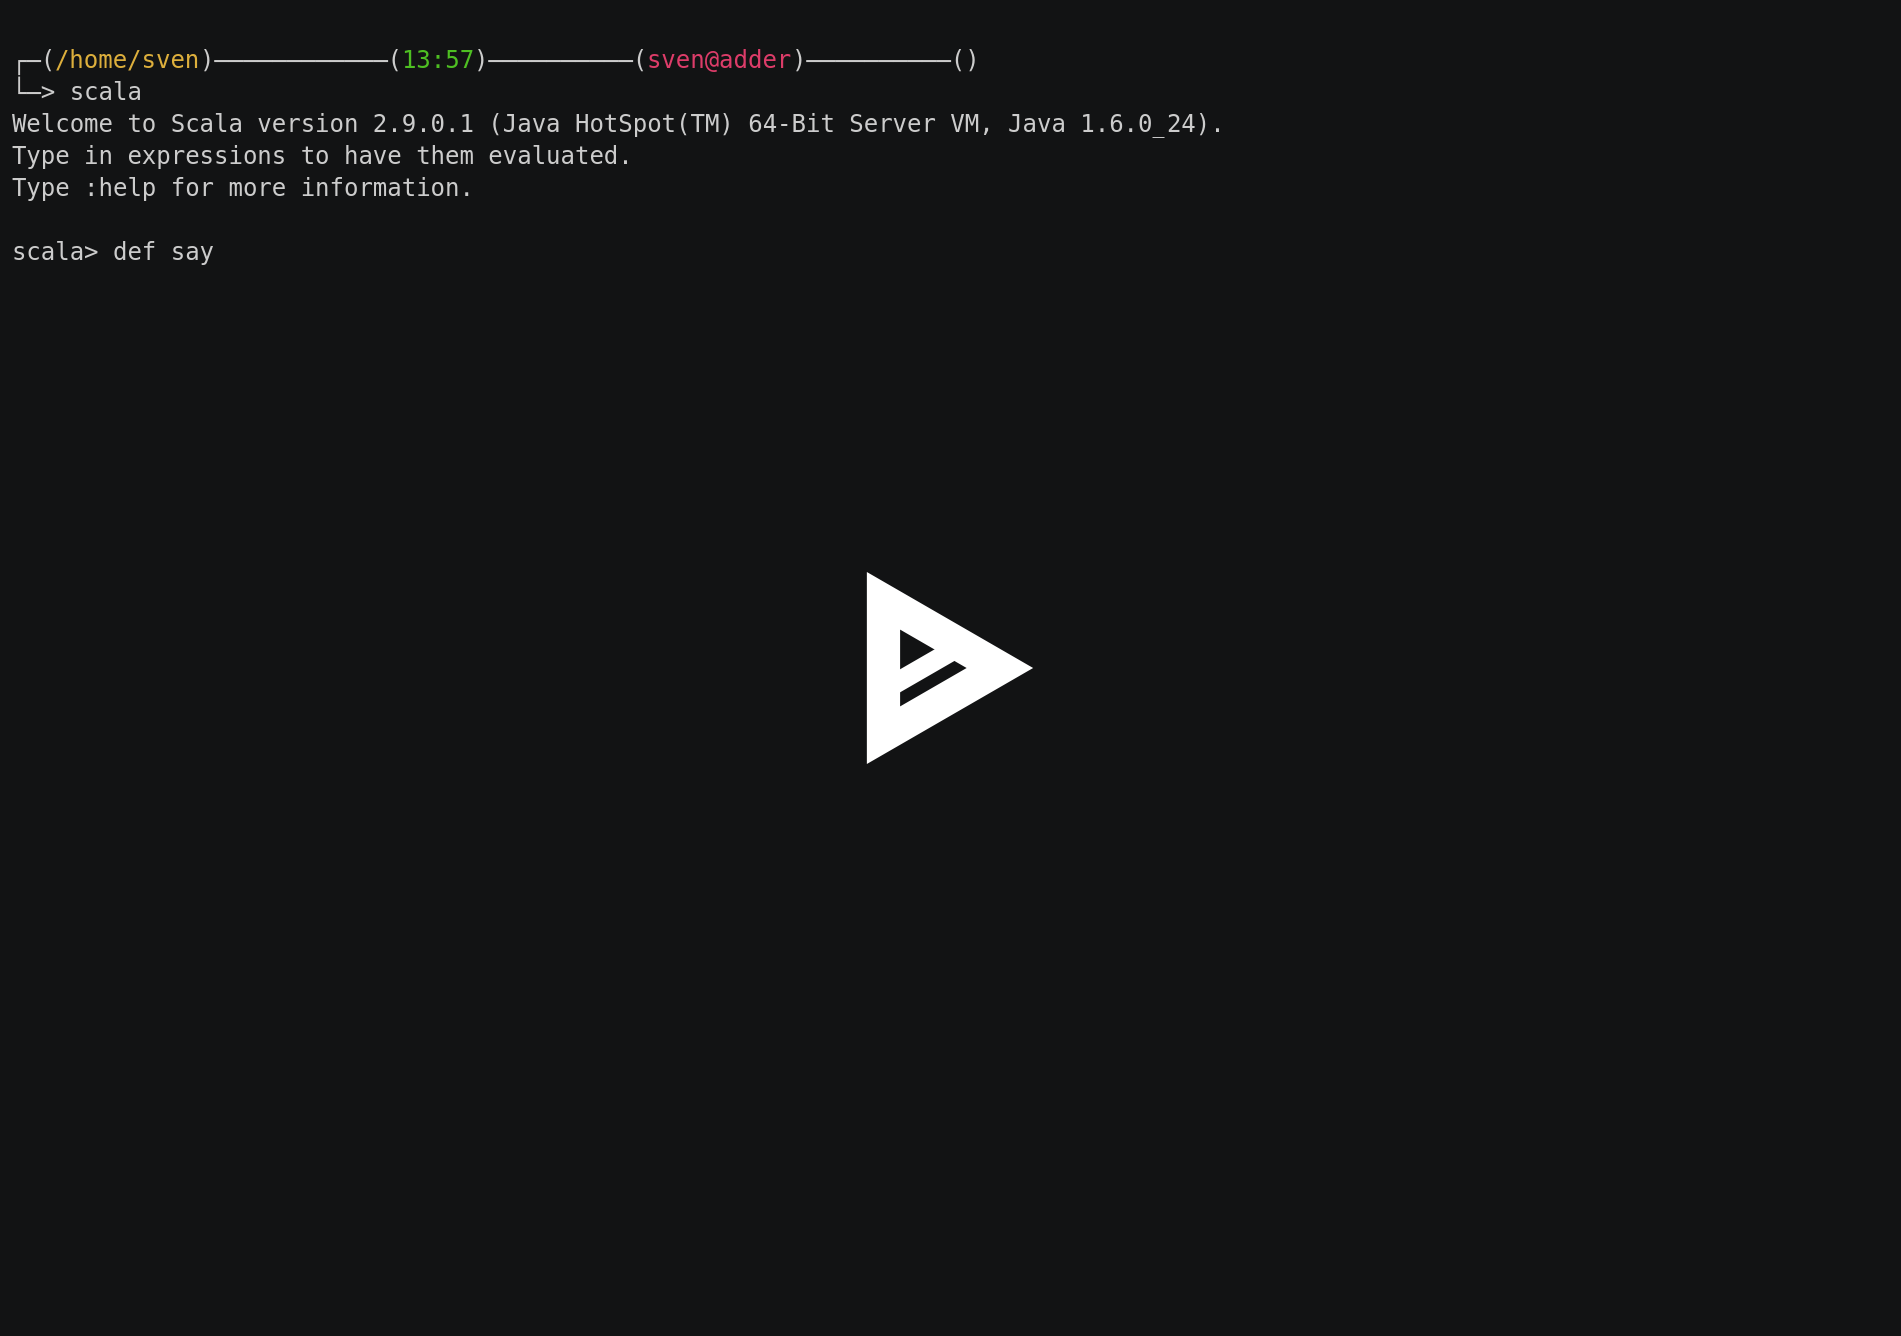 ┌─(/home/sven)────────────(13:57)──────────(sven@adder)──────────()
└─> scala
Welcome to Scala version 2.9.0.1 (Java HotSpot(TM) 64-Bit Server VM, Java 1.6.0_24).
Type in expressions to have them evaluated.
Type :help for more information.
scala> def say